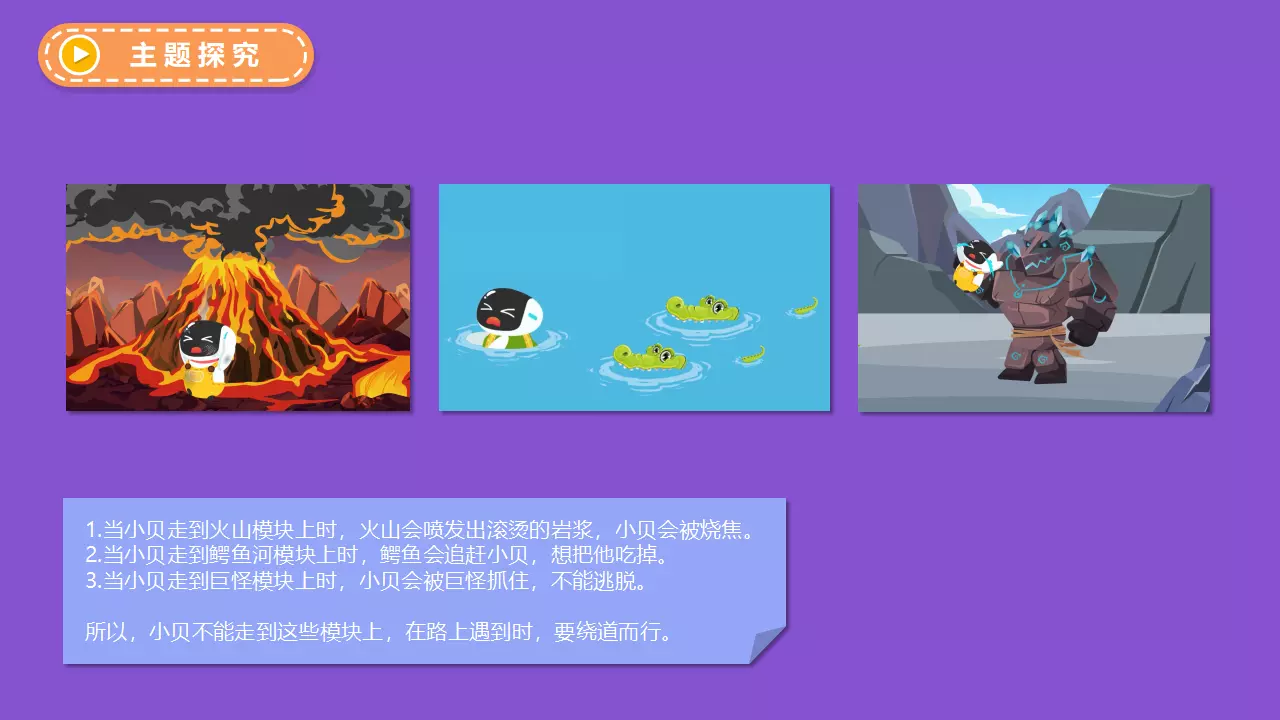 主题探究
1.当小贝走到火山模块上时，火山会喷发出滚烫的岩浆，小贝会被烧焦。
2.当小贝走到鳄鱼河模块上时，鳄鱼会追赶小贝，想把他吃掉。
3.当小贝走到巨怪模块上时，小贝会被巨怪抓住，不能逃脱。
所以，小贝不能走到这些模块上，在路上遇到时，要绕道而行。